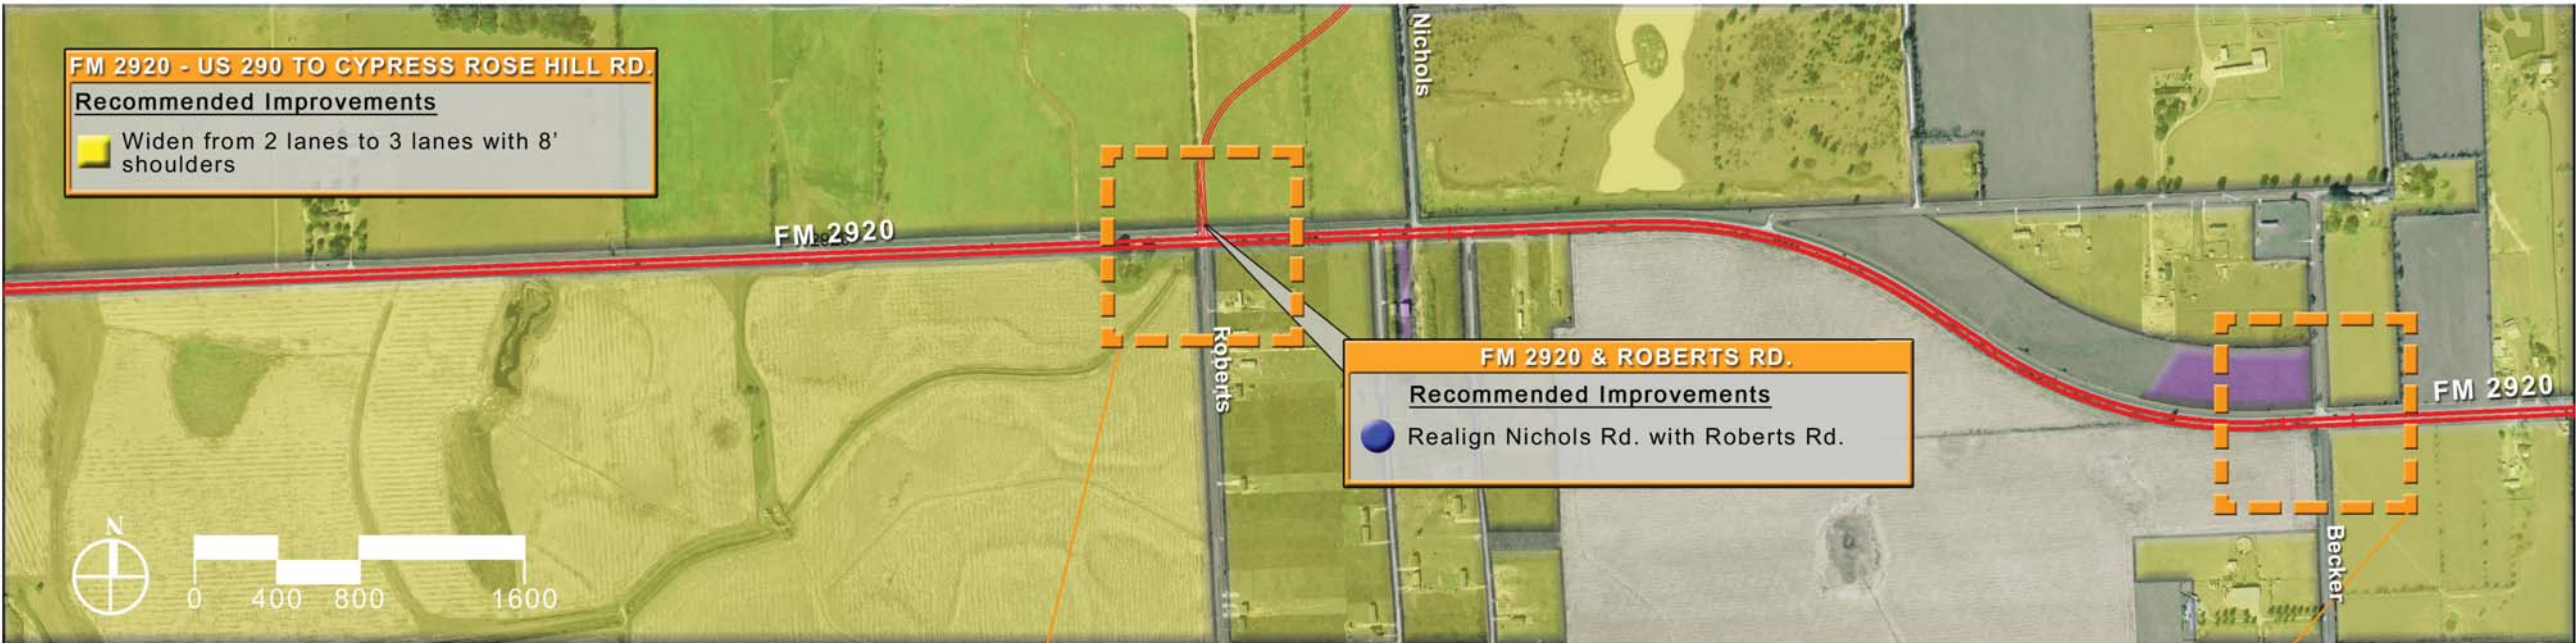 FM 2920 - US 290 TO CYPRESS ROSE HILL RD.
Recommended Improvements
Widen from 2 lanes to 3 lanes with 8’
shoulders
Nichols
FM 2920
Roberts
FM 2920 & ROBERTS RD.
Recommended Improvements
Realign Nichols Rd. with Roberts Rd.
FM 2920
Becker
N
0 400 800 1600